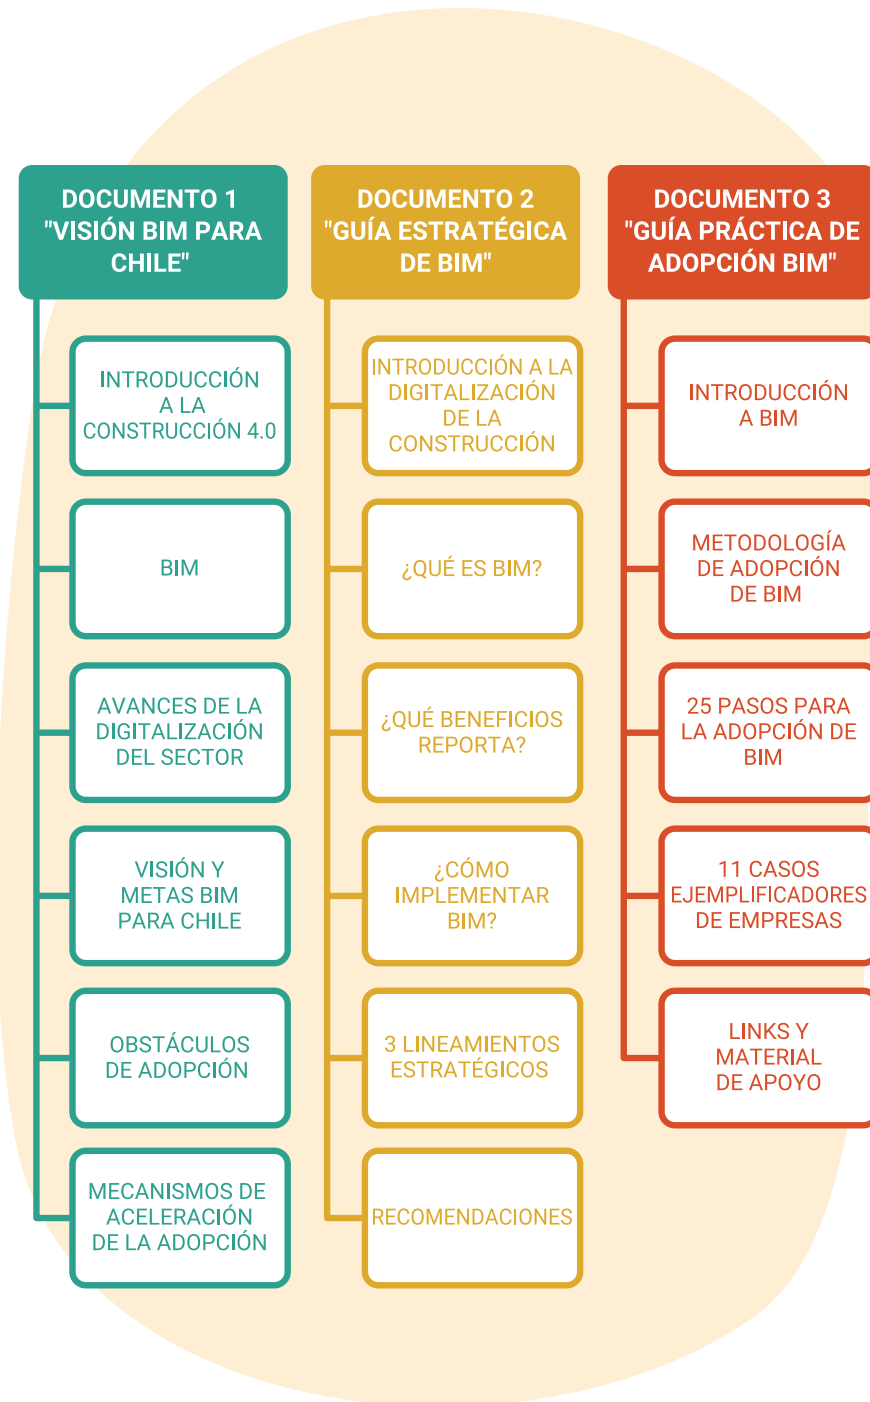 DOCUMENTO 1
"VISIÓN BIM PARA
CHILE"
INTRODUCCIÓN
A LA
CONSTRUCCIÓN 4.0
BIM
AVANCES DE LA
DIGITALIZACIÓN
DEL SECTOR
VISIÓN Y
METAS BIM
PARA CHILE
OBSTÁCULOS
DE ADOPCIÓN
MECANISMOS DE
ACELERACIÓN
DE LA ADOPCIÓN
DOCUMENTO 2
"GUÍA ESTRATÉGICA
DE BIM"
INTRODUCCIÓN A LA
DIGITALIZACIÓN
DE LA
CONSTRUCCIÓN
¿QUÉ ES BIM?
¿QUÉ BENEFICIOS
REPORTA?
¿CÓMO
IMPLEMENTAR
BIM?
3 LINEAMIENTOS
ESTRATÉGICOS
RECOMENDACIONES
DOCUMENTO 3
"GUÍA PRÁCTICA DE
ADOPCIÓN BIM"
INTRODUCCIÓN
A BIM
METODOLOGÍA
DE ADOPCIÓN
DE BIM
25 PASOS PARA
LA ADOPCIÓN DE
BIM
11 CASOS
EJEMPLIFICADORES
DE EMPRESAS
LINKS Y
MATERIAL
DE APOYO